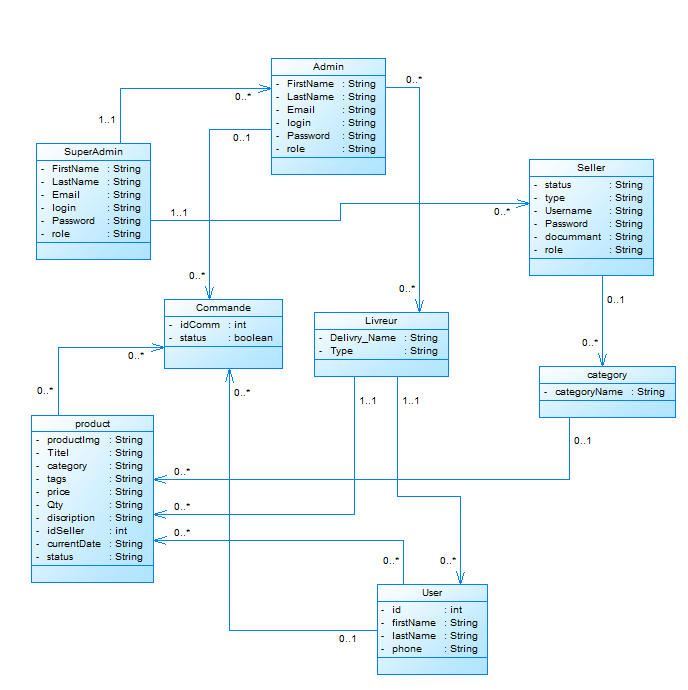 Admin
- FirstName : String
- LastName : String
- Email : String
- login : String
- Password : String
- role : String
0..*
0..*
0..1
1..1
SuperAdmin
- FirstName : String
- LastName : String
- Email : String
- login : String
- Password : String
- role : String
1..1
0..*
Seller
- status : String
- type : String
- Username : String
- Password : String
- docummant : String
- role : String
0..1
0..*
0..*
0..*
Commande
- idComm : int
- status : boolean
Livreur
- Delivry_Name : String
- Type : String
0..*
0..*
0..*
1..1
1..1
category
- categoryName : String
0..1
product
- productImg : String
- Titel : String
- category : String
- tags : String
- price : String
- Qty : String
- discription : String
- idSeller : int
- currentDate : String
- status : String
0..*
0..*
0..*
0..*
0..*
User
- id : int
- firstName : String
- lastName : String
- phone : String
0..1